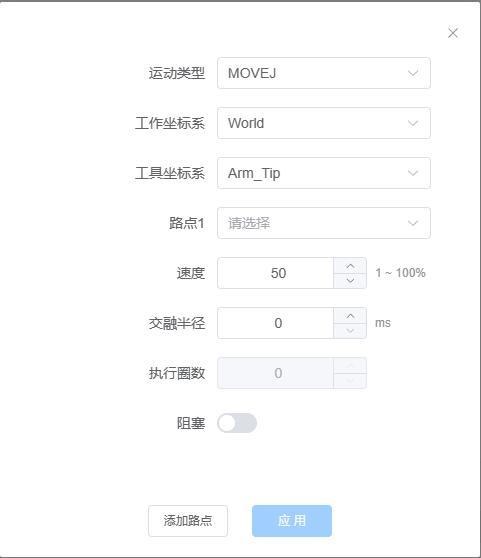 运动类型 MOVEJ
工作坐标系 World
工具坐标系 Arm_Tip
路点1 请选择
速度 50 1 ~ 100%
交融半径 0 ms
执行圈数 0
阻塞
添加路点 应用